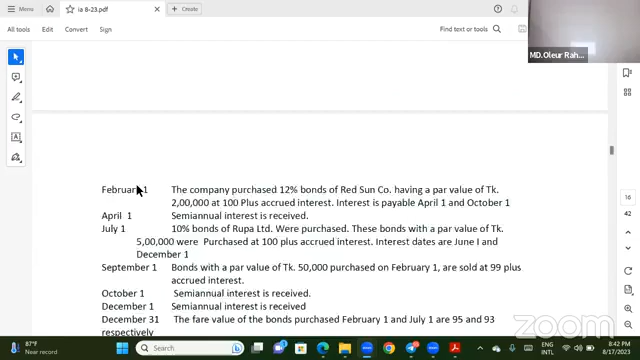 Menu
ia 8-23.pdf
Create
All tools
Edit
Convert
Sign
Find text or tools
MD.Oleur Rah...
February 1 The company purchased 12% bonds of Red Sun Co. having a par value of Tk.
2,00,000 at 100 Plus accrued interest. Interest is payable April 1 and October 1
April 1 Semiannual interest is received.
July 1 10% bonds of Rupa Ltd. Were purchased. These bonds with a par value of Tk.
5,00,000 were Purchased at 100 plus accrued interest. Interest dates are June I and
December 1
September 1 Bonds with a par value of Tk. 50,000 purchased on February 1, are sold at 99 plus
accrued interest.
October 1 Semiannual interest is received.
December 1 Semiannual interest is received
December 31 The fare value of the bonds purchased February 1 and July 1 are 95 and 93
respectively
16
42
zoom
87°F
Near record
Search
ENG
INTL
8:42 PM
8/17/2023